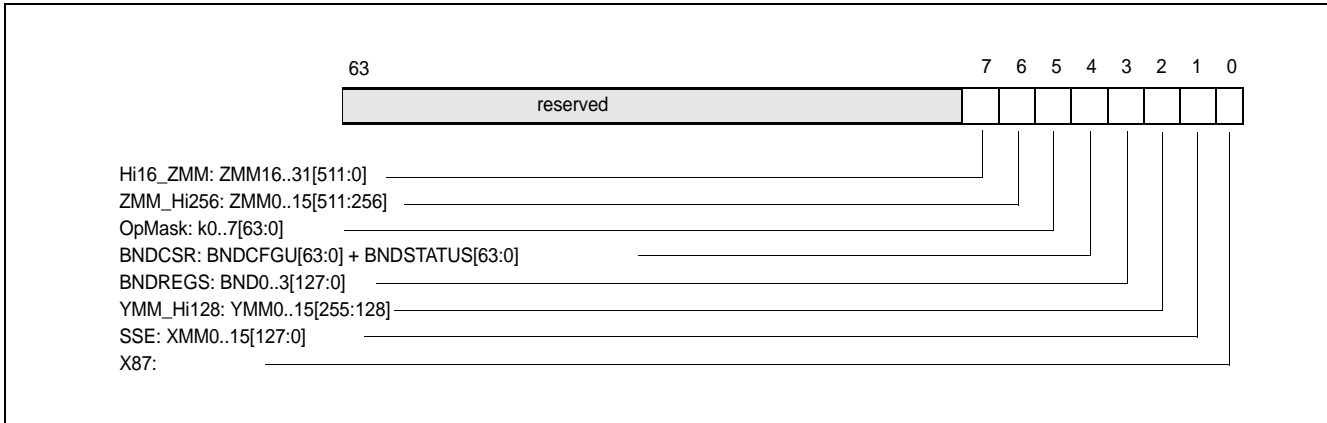 63 7 6 5 4 3 2 1 0
reserved
Hi16_ZMM: ZMM16..31[511:0]
ZMM_Hi256: ZMM0..15[511:256]
OpMask: k0..7[63:0]
BNDCSR: BNDCFGU[63:0] + BNDSTATUS[63:0]
BNDREGS: BND0..3[127:0]
YMM_Hi128: YMM0..15[255:128]
SSE: XMM0..15[127:0]
X87: